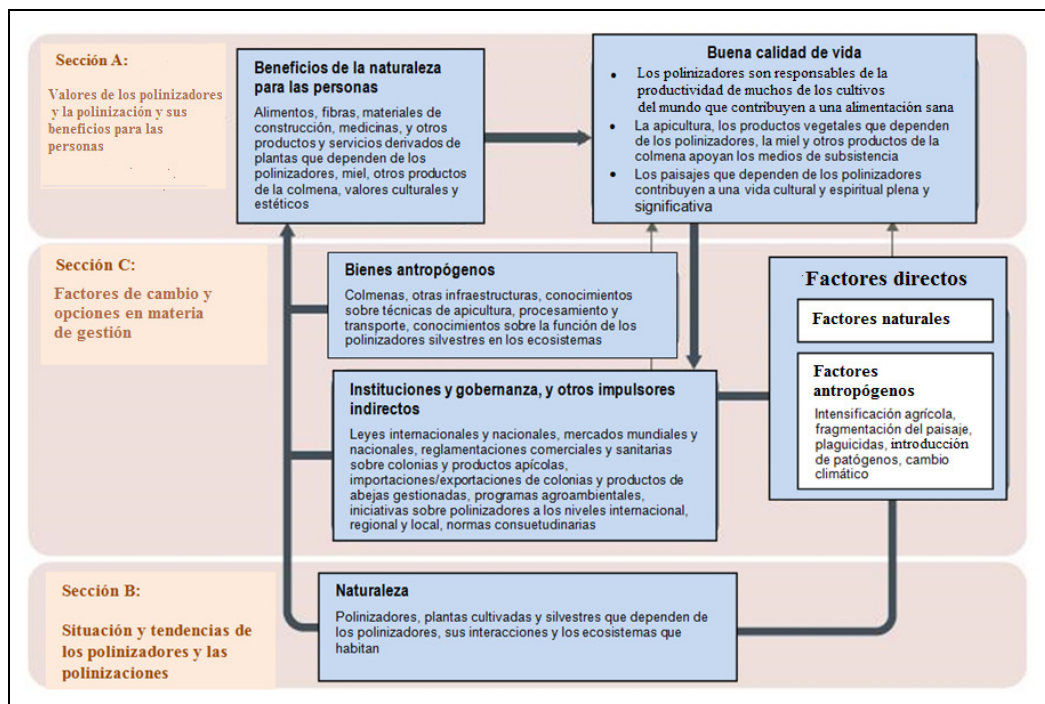 Sección A:
Valores de los polinizadores
y la polinización y sus
beneficios para las
personas
Beneficios de la naturaleza
para las personas
Alimentos, fibras, materiales de
construcción, medicinas, y otros
productos y servicios derivados de
plantas que dependen de los
polinizadores, miel, otros productos
de la colmena, valores culturales y
estéticos
Buena calidad de vida
• Los polinizadores son responsables de la
productividad de muchos de los cultivos
del mundo que contribuyen a una alimentación sana
• La apicultura, los productos vegetales que dependen
de los polinizadores, la miel y otros productos de la
colmena apoyan los medios de subsistencia
• Los paisajes que dependen de los polinizadores
contribuyen a una vida cultural y espiritual plena y
significativa
Sección C:
Factores de cambio y
opciones en materia
de gestión
Bienes antropógenos
Colmenas, otras infraestructuras, conocimientos
sobre técnicas de apicultura, procesamiento y
transporte, conocimientos sobre la función de los
polinizadores silvestres en los ecosistemas
Instituciones y gobernanza, y otros impulsores
indirectos
Leyes internacionales y nacionales, mercados mundiales y
nacionales, reglamentaciones comerciales y sanitarias
sobre colonias y productos apícolas,
importaciones/exportaciones de colonias y productos de
abejas gestionadas, programas agroambientales,
iniciativas sobre polinizadores a los niveles internacional,
regional y local, normas consuetudinarias
Factores directos
Factores naturales
Factores
antropógenos
Intensificación agrícola,
fragmentación del paisaje,
plaguicidas, introducción
de patógenos, cambio
climático
Sección B:
Situación y tendencias de
los polinizadores y las
polinizaciones
Naturaleza
Polinizadores, plantas cultivadas y silvestres que dependen de
los polinizadores, sus interacciones y los ecosistemas que
habitan